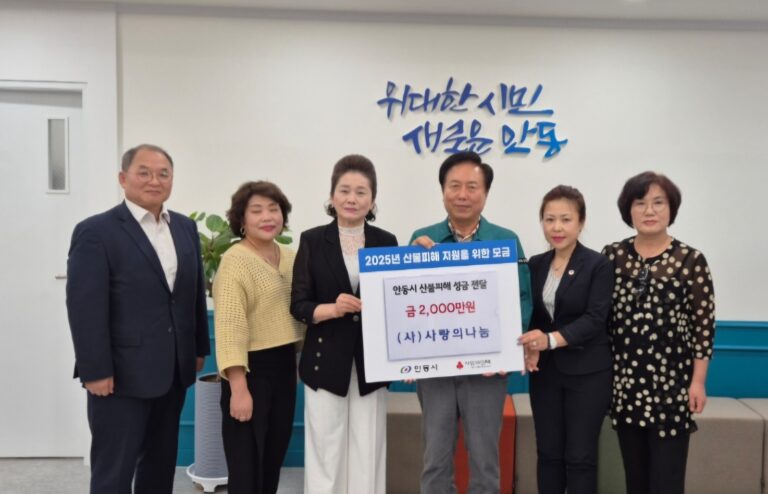 위대한 시민
새로운 안동
2025년 산불피해 지원을 위한 모금
안동시 산불피해 성금 전달
금 2,000만원
(사)사랑의나눔
안동시